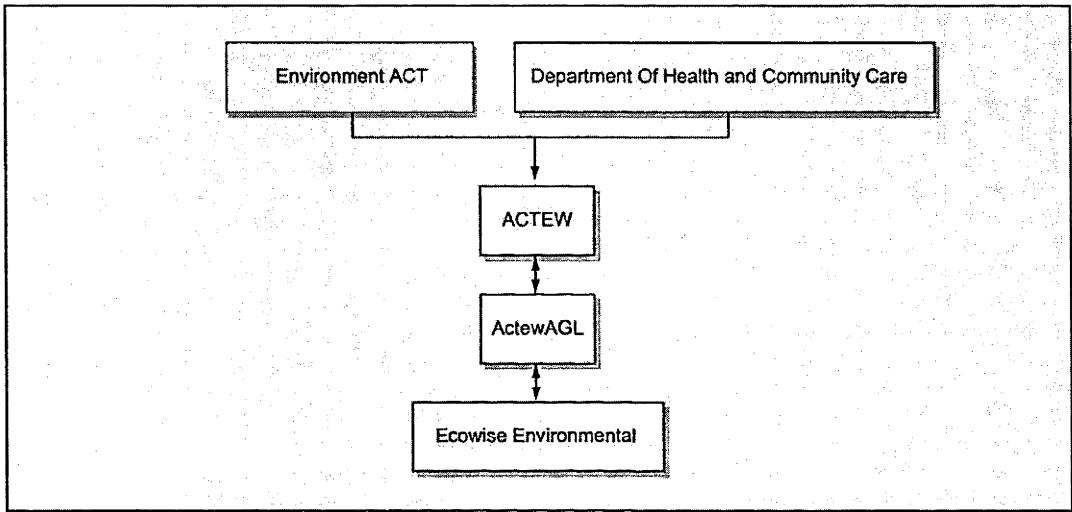 Environment ACT
Department Of Health and Community Care
ACTEW
ActewAGL
Ecowise Environmental